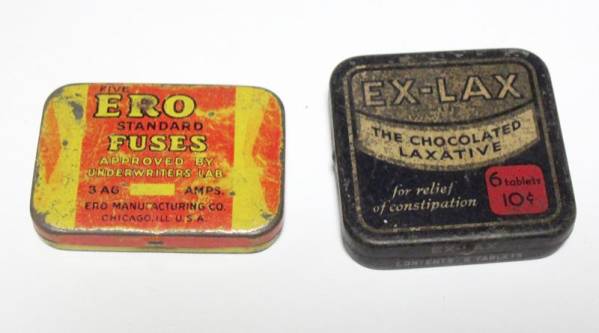 FIVE
ERO
STANDARD
FUSES
APPROVED BY
UNDERWRITERS' LAB.
3 AG AMPS.
ERO MANUFACTURING CO.
CHICAGO, ILL. U.S.A.
EX-LAX
THE CHOCOLATED
LAXATIVE
for relief
of constipation
6 tablets
10¢
EX-LAX
CONTENTS 6 TABLETS